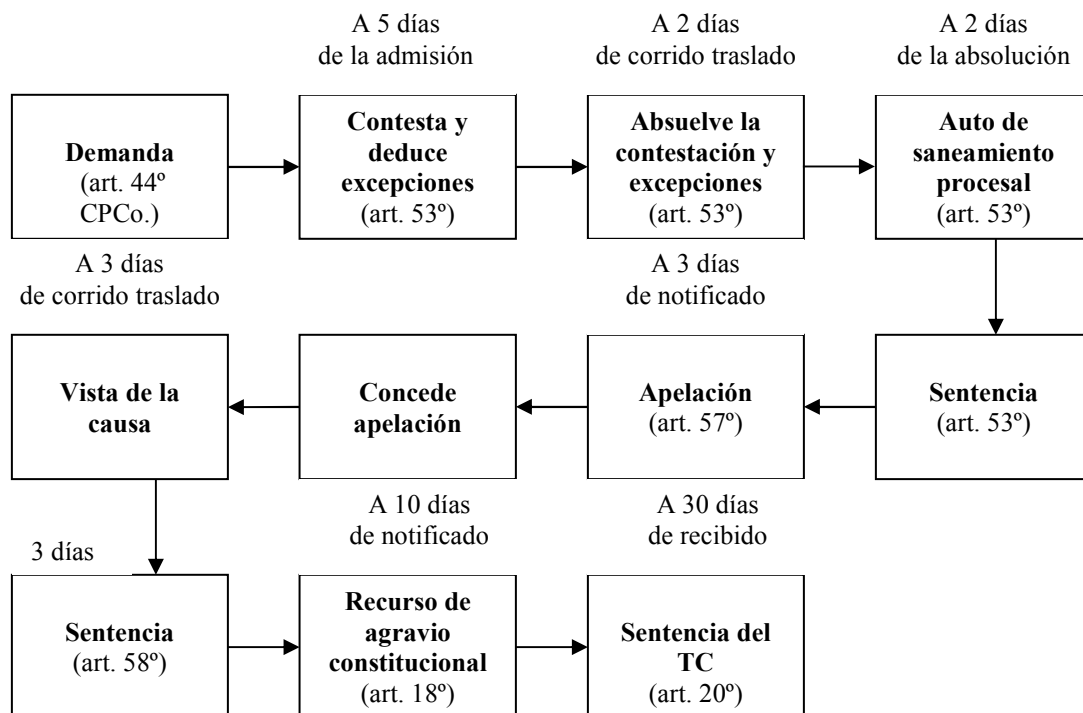 A 5 días
de la admisión
A 2 días
de corrido traslado
A 2 días
de la absolución
Demanda
(art. 44º
CPCo.)
Contesta y
deduce
excepciones
(art. 53º)
Absuelve la
contestación y
excepciones
(art. 53º)
Auto de
saneamiento
procesal
(art. 53º)
A 3 días
de corrido traslado
A 3 días
de notificado
Vista de la
causa
Concede
apelación
Apelación
(art. 57º)
Sentencia
(art. 53º)
3 días
A 10 días
de notificado
A 30 días
de recibido
Sentencia
(art. 58º)
Recurso de
agravio
constitucional
(art. 18º)
Sentencia del
TC
(art. 20º)